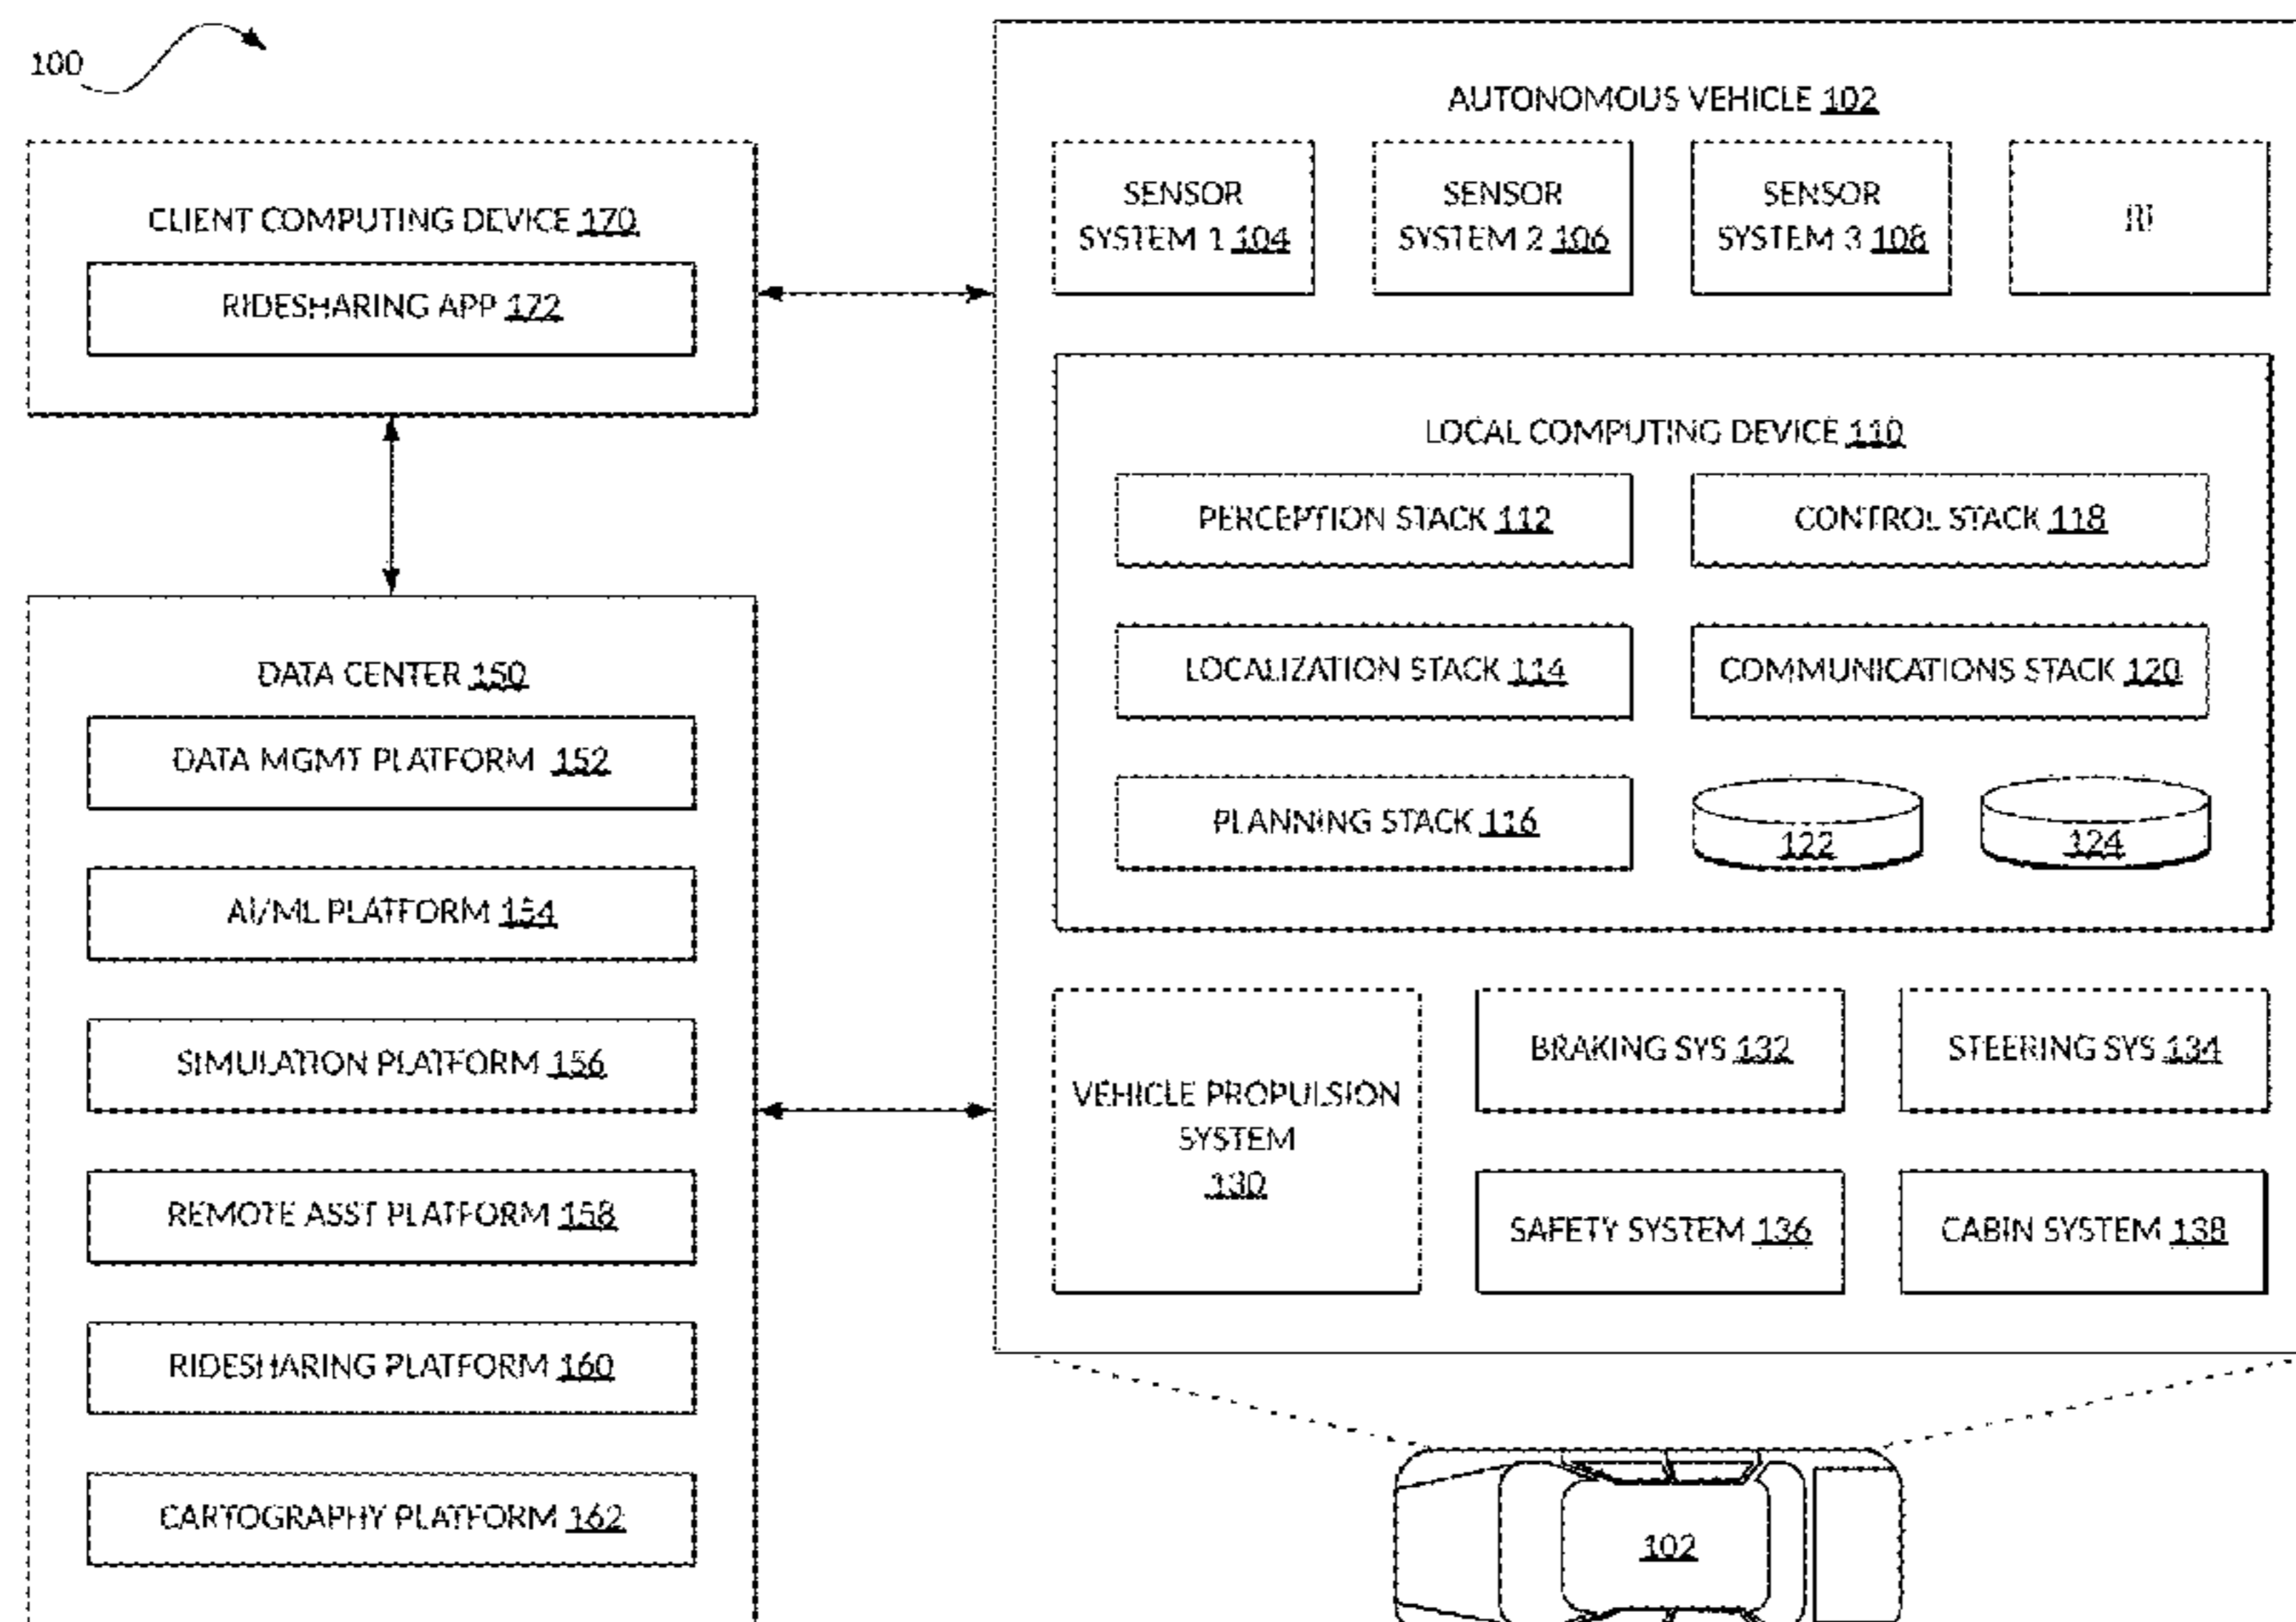 100
CLIENT COMPUTING DEVICE 170
RIDESHARING APP 172
DATA CENTER 150
DATA MGMT PLATFORM 152
AI/ML PLATFORM 154
SIMULATION PLATFORM 156
REMOTE ASST PLATFORM 158
RIDESHARING PLATFORM 160
CARTOGRAPHY PLATFORM 162
AUTONOMOUS VEHICLE 102
SENSOR
SYSTEM 1 104
SENSOR
SYSTEM 2 106
SENSOR
SYSTEM 3 108
LOCAL COMPUTING DEVICE 110
PERCEPTION STACK 112
CONTROL STACK 118
LOCALIZATION STACK 114
COMMUNICATIONS STACK 120
PLANNING STACK 116
122
124
VEHICLE PROPULSION
SYSTEM
130
BRAKING SYS 132
STEERING SYS 134
SAFETY SYSTEM 136
CABIN SYSTEM 138
102